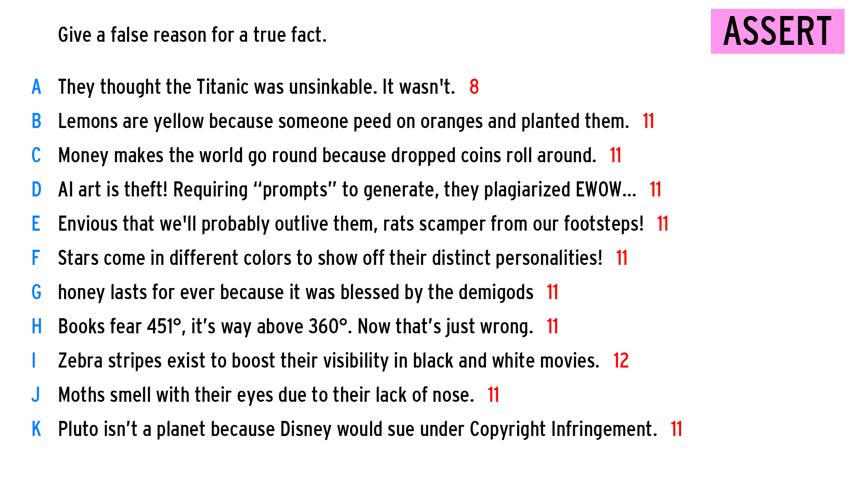 Give a false reason for a true fact.
ASSERT
A They thought the Titanic was unsinkable. It wasn't. 8
B Lemons are yellow because someone peed on oranges and planted them. 11
C Money makes the world go round because dropped coins roll around. 11
D AI art is theft! Requiring “prompts” to generate, they plagiarized EWOW... 11
E Envious that we'll probably outlive them, rats scamper from our footsteps! 11
F Stars come in different colors to show off their distinct personalities! 11
G honey lasts for ever because it was blessed by the demigods 11
H Books fear 451°, it’s way above 360°. Now that’s just wrong. 11
I Zebra stripes exist to boost their visibility in black and white movies. 12
J Moths smell with their eyes due to their lack of nose. 11
K Pluto isn’t a planet because Disney would sue under Copyright Infringement. 11